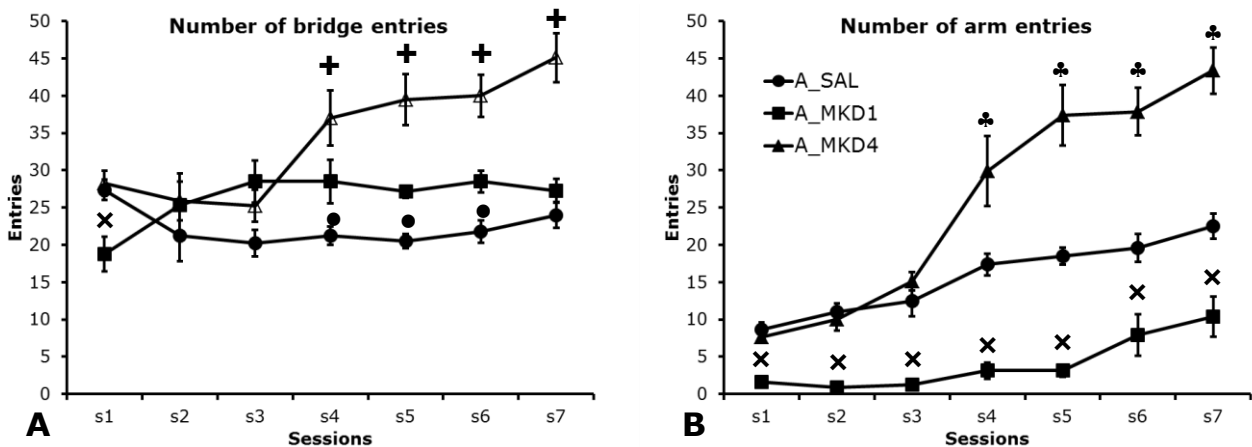 Number of bridge entries
50
45
40
35
30
25
20
15
10
5
0
Entries
s1 s2 s3 s4 s5 s6 s7
Sessions
A
Number of arm entries
A_SAL
A_MKD1
A_MKD4
50
45
40
35
30
25
20
15
10
5
0
Entries
s1 s2 s3 s4 s5 s6 s7
Sessions
B